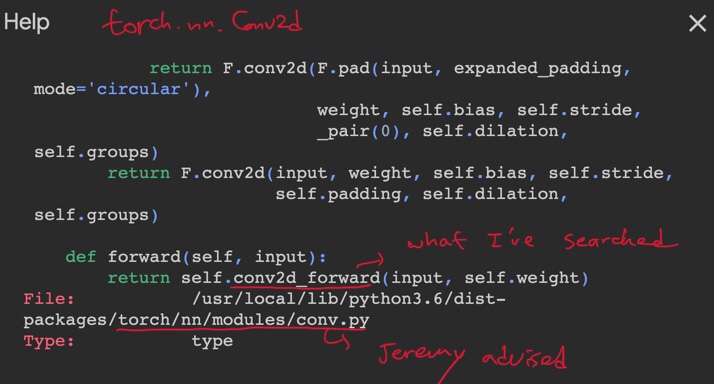 Help torch.nn.Conv2d
return F.conv2d(F.pad(input, expanded_padding,
mode='circular'),
weight, self.bias, self.stride,
_pair(0), self.dilation,
self.groups)
return F.conv2d(input, weight, self.bias, self.stride,
self.padding, self.dilation,
self.groups)
what I've searched
def forward(self, input):
return self.conv2d_forward(input, self.weight)
File: /usr/local/lib/python3.6/dist-
packages/torch/nn/modules/conv.py
Type: type
Jeremy advised